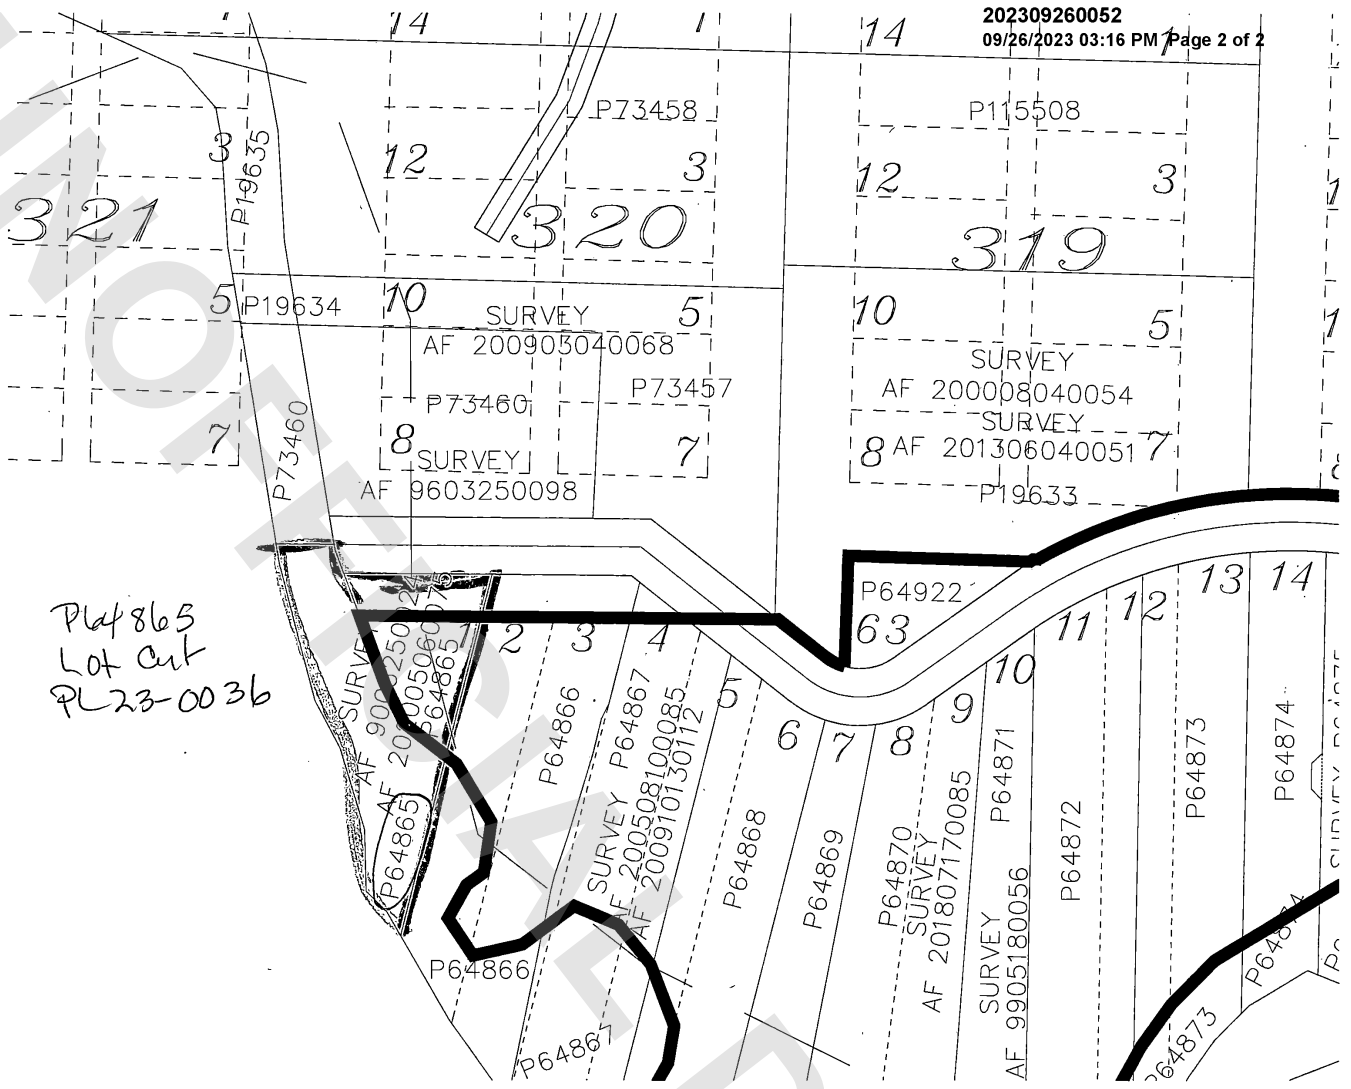 202309260052
09/26/2023 03:16 PM Page 2 of 2
14
14
1
P73458
P115508
3
P19635
12
3
12
3
321
320
319
5
P19634
10
SURVEY
5
AF 200903040068
10
5
SURVEY
AF 200008040054
P73457
P73460
SURVEY
AF 201306040051
7
P73460
8
SURVEY
AF 9603250098
7
8
7
P19633
P64922
63
13
14
12
11
10
9
8
7
6
5
4
3
2
1
P64865
Lot Cut
PL23-0036
P64865
P64865
P64866
P64867
SURVEY
AF 200508100085
AF 200910130112
P64868
P64869
P64870
SURVEY
AF 201807170085
P64871
SURVEY
AF 9905180056
P64872
P64873
P64874
P64866
P64867
P64873
P64874
UNOFFICIAL